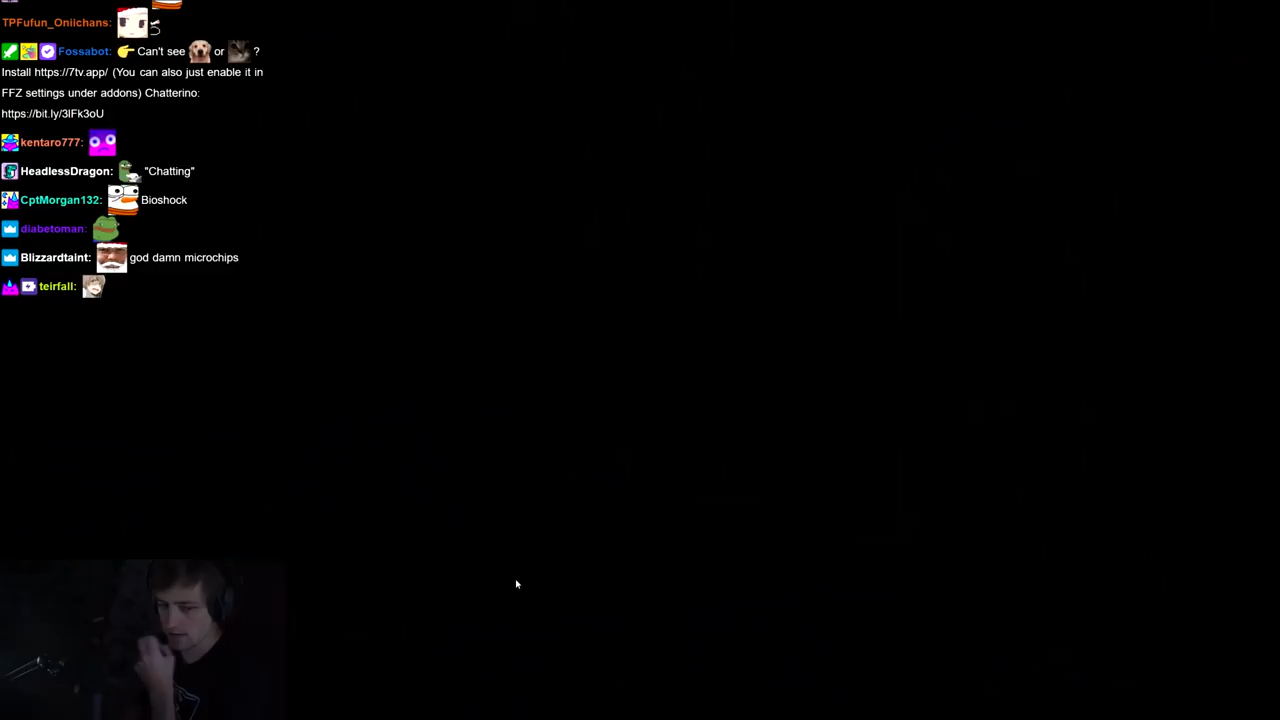 TPFufun_Oniichans:
Fossabot: Can't see or ?
Install https://7tv.app/ (You can also just enable it in
FFZ settings under addons) Chatterino:
https://bit.ly/3lFk3oU
kentaro777:
HeadlessDragon: "Chatting"
CptMorgan132: Bioshock
diabetoman:
Blizzardtaint: god damn microchips
teirfall: